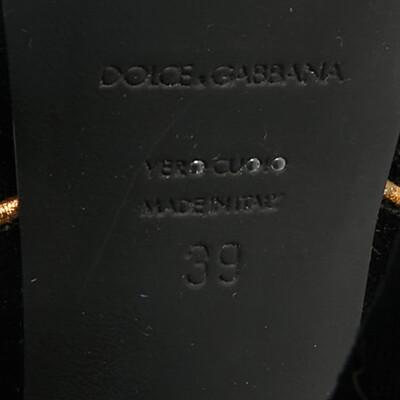 DOLCE & GABBANA
VERO CUOIO
MADE IN ITALY
39